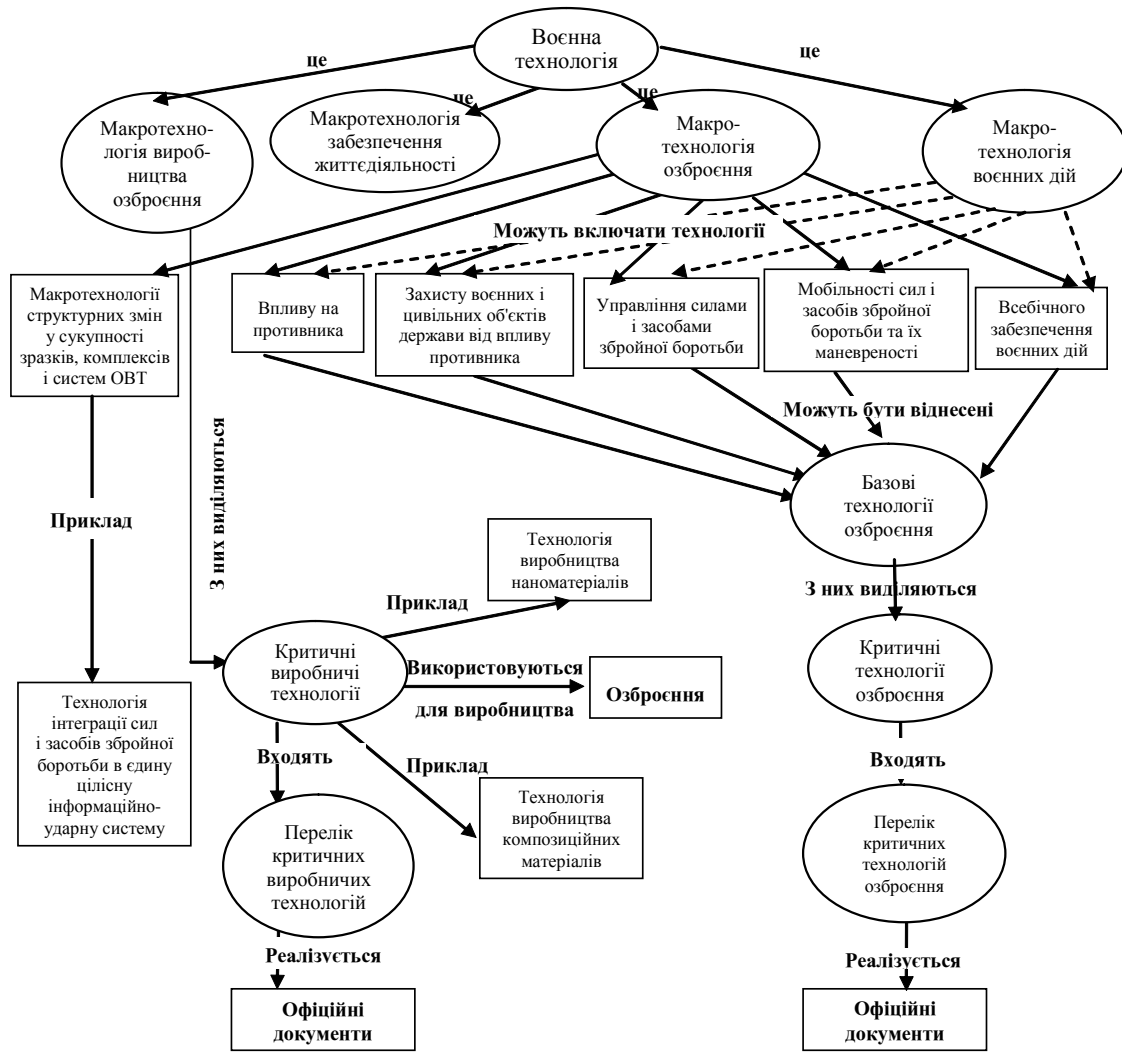 Воєнна
технологія
це
це
це
це
Макротехно-
логія вироб-
ництва
озброєння
Макротехнологія
забезпечення
життєдіяльності
Макро-
технологія
озброєння
Макро-
технологія
воєнних дій
Можуть включати технології
Макротехнології
структурних змін
у сукупності
зразків, комплексів
і систем ОВТ
Впливу на
противника
Захисту воєнних і
цивільних об'єктів
держави від впливу
противника
Управління силами
і засобами
збройної боротьби
Мобільності сил і
засобів збройної
боротьби та їх
маневреності
Всебічного
забезпечення
воєнних дій
Можуть бути віднесені
З них виділяються
Базові
технології
озброєння
Приклад
Технологія
виробництва
наноматеріалів
З них виділяються
Приклад
Критичні
виробничі
технології
Використовуються
для виробництва
Озброєння
Критичні
технології
озброєння
Технологія
інтеграції сил
і засобів збройної
боротьби в єдину
цілісну
інформаційно-
ударну систему
Входять
Приклад
Входять
Перелік
критичних
виробничих
технологій
Технологія
виробництва
композиційних
матеріалів
Перелік
критичних
технологій
озброєння
Реалізується
Реалізується
Офіційні
документи
Офіційні
документи